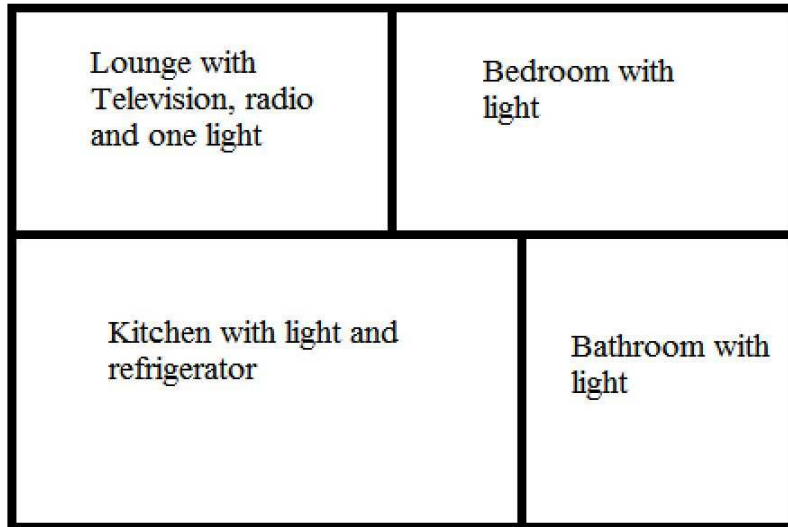 Lounge with
Television, radio
and one light
Bedroom with
light
Kitchen with light and
refrigerator
Bathroom with
light